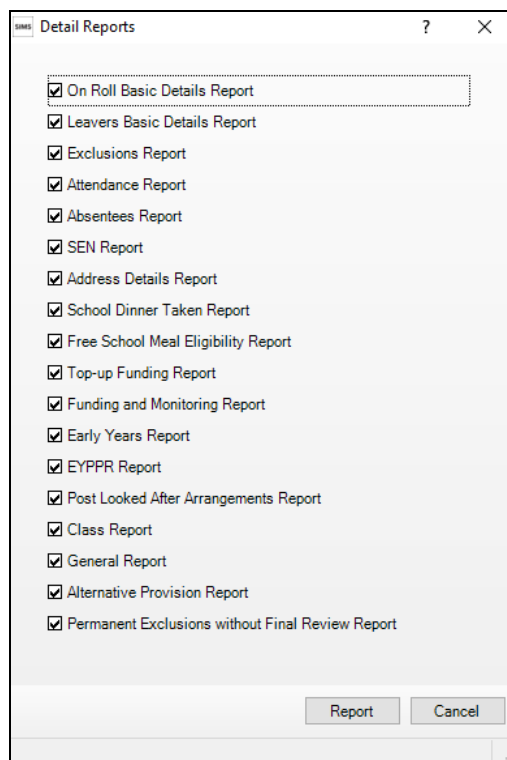 SIMS Detail Reports ?
On Roll Basic Details Report
Leavers Basic Details Report
Exclusions Report
Attendance Report
Absentees Report
SEN Report
Address Details Report
School Dinner Taken Report
Free School Meal Eligibility Report
Top-up Funding Report
Funding and Monitoring Report
Early Years Report
EYPPR Report
Post Looked After Arrangements Report
Class Report
General Report
Alternative Provision Report
Permanent Exclusions without Final Review Report
Report Cancel